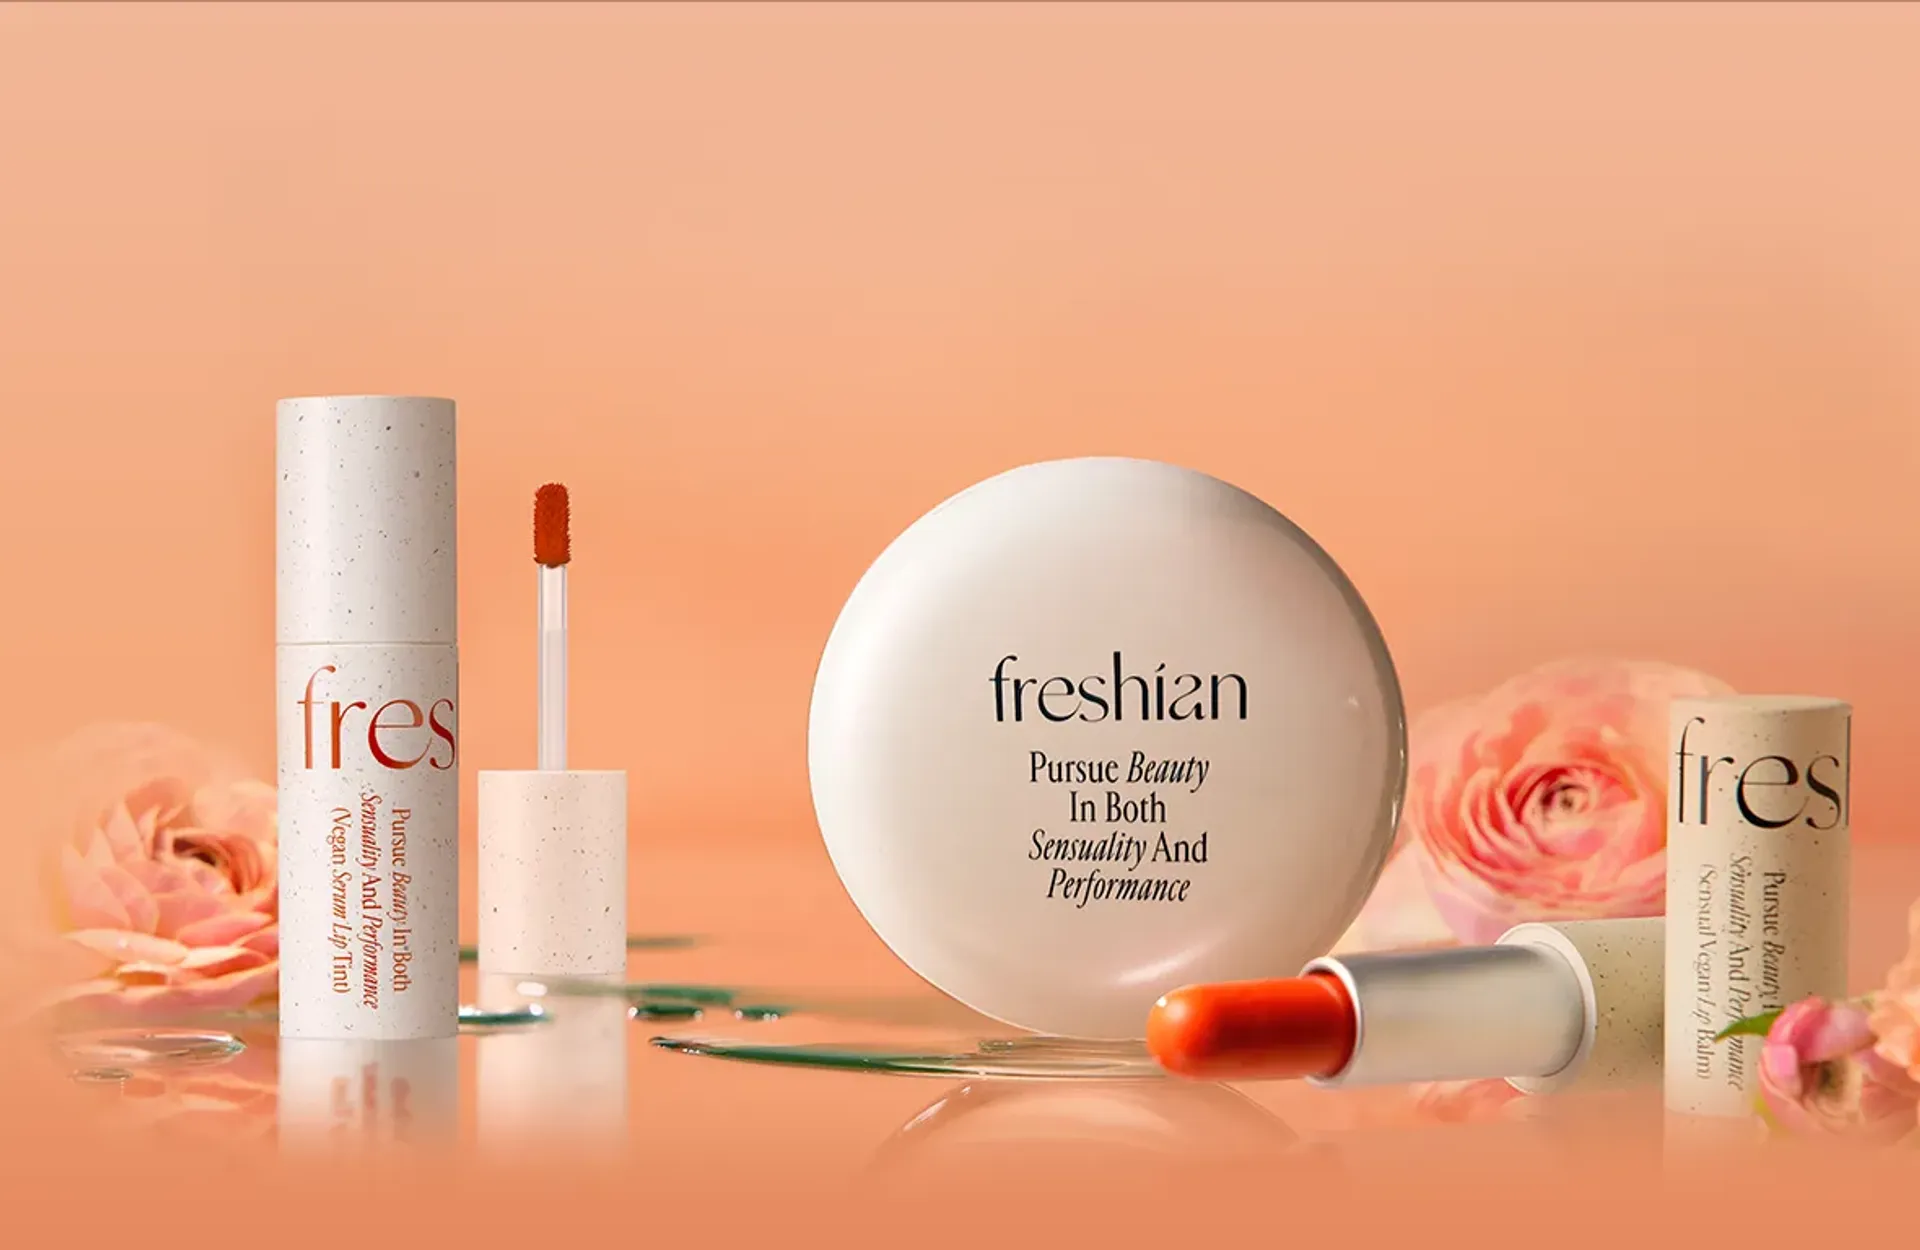 fres
Pursue Beauty In Both
Sensuality And Performance
(Vegan Serum Lip Tint)
freshian
Pursue Beauty
In Both
Sensuality And
Performance
fres
Pursue Beauty
Sensuality And Performance
(Sensual Vegan Lip Balm)